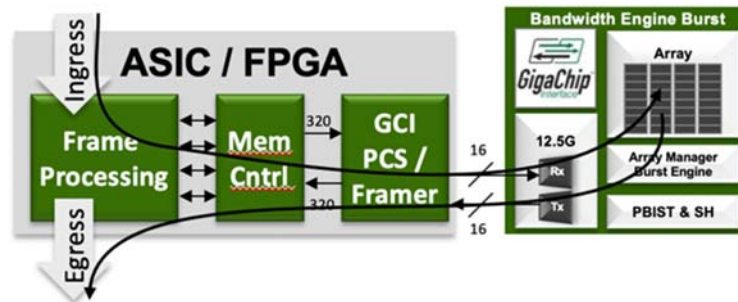 ASIC / FPGA
Ingress
Frame
Processing
Egress
Mem
Cntrl
320
320
GCI
PCS /
Framer
16
16
Bandwidth Engine Burst
GigaChip
Interface
Array
12.5G
Rx
Tx
Array Manager
Burst Engine
PBIST & SH